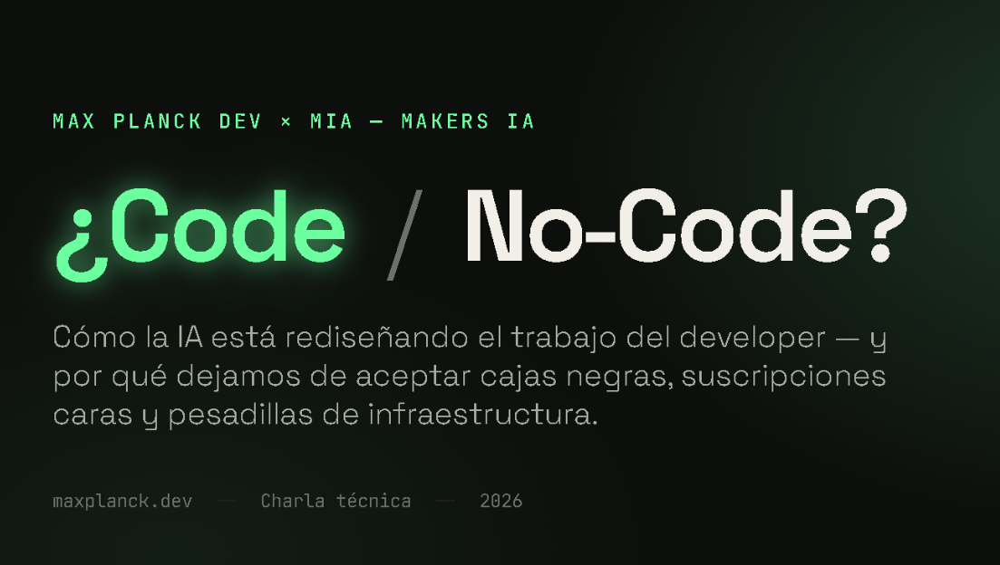 MAX PLANCK DEV × MIA — MAKERS IA
¿Code / No-Code?
Cómo la IA está rediseñando el trabajo del developer — y
por qué dejamos de aceptar cajas negras, suscripciones
caras y pesadillas de infraestructura.
maxplanck.dev — Charla técnica — 2026